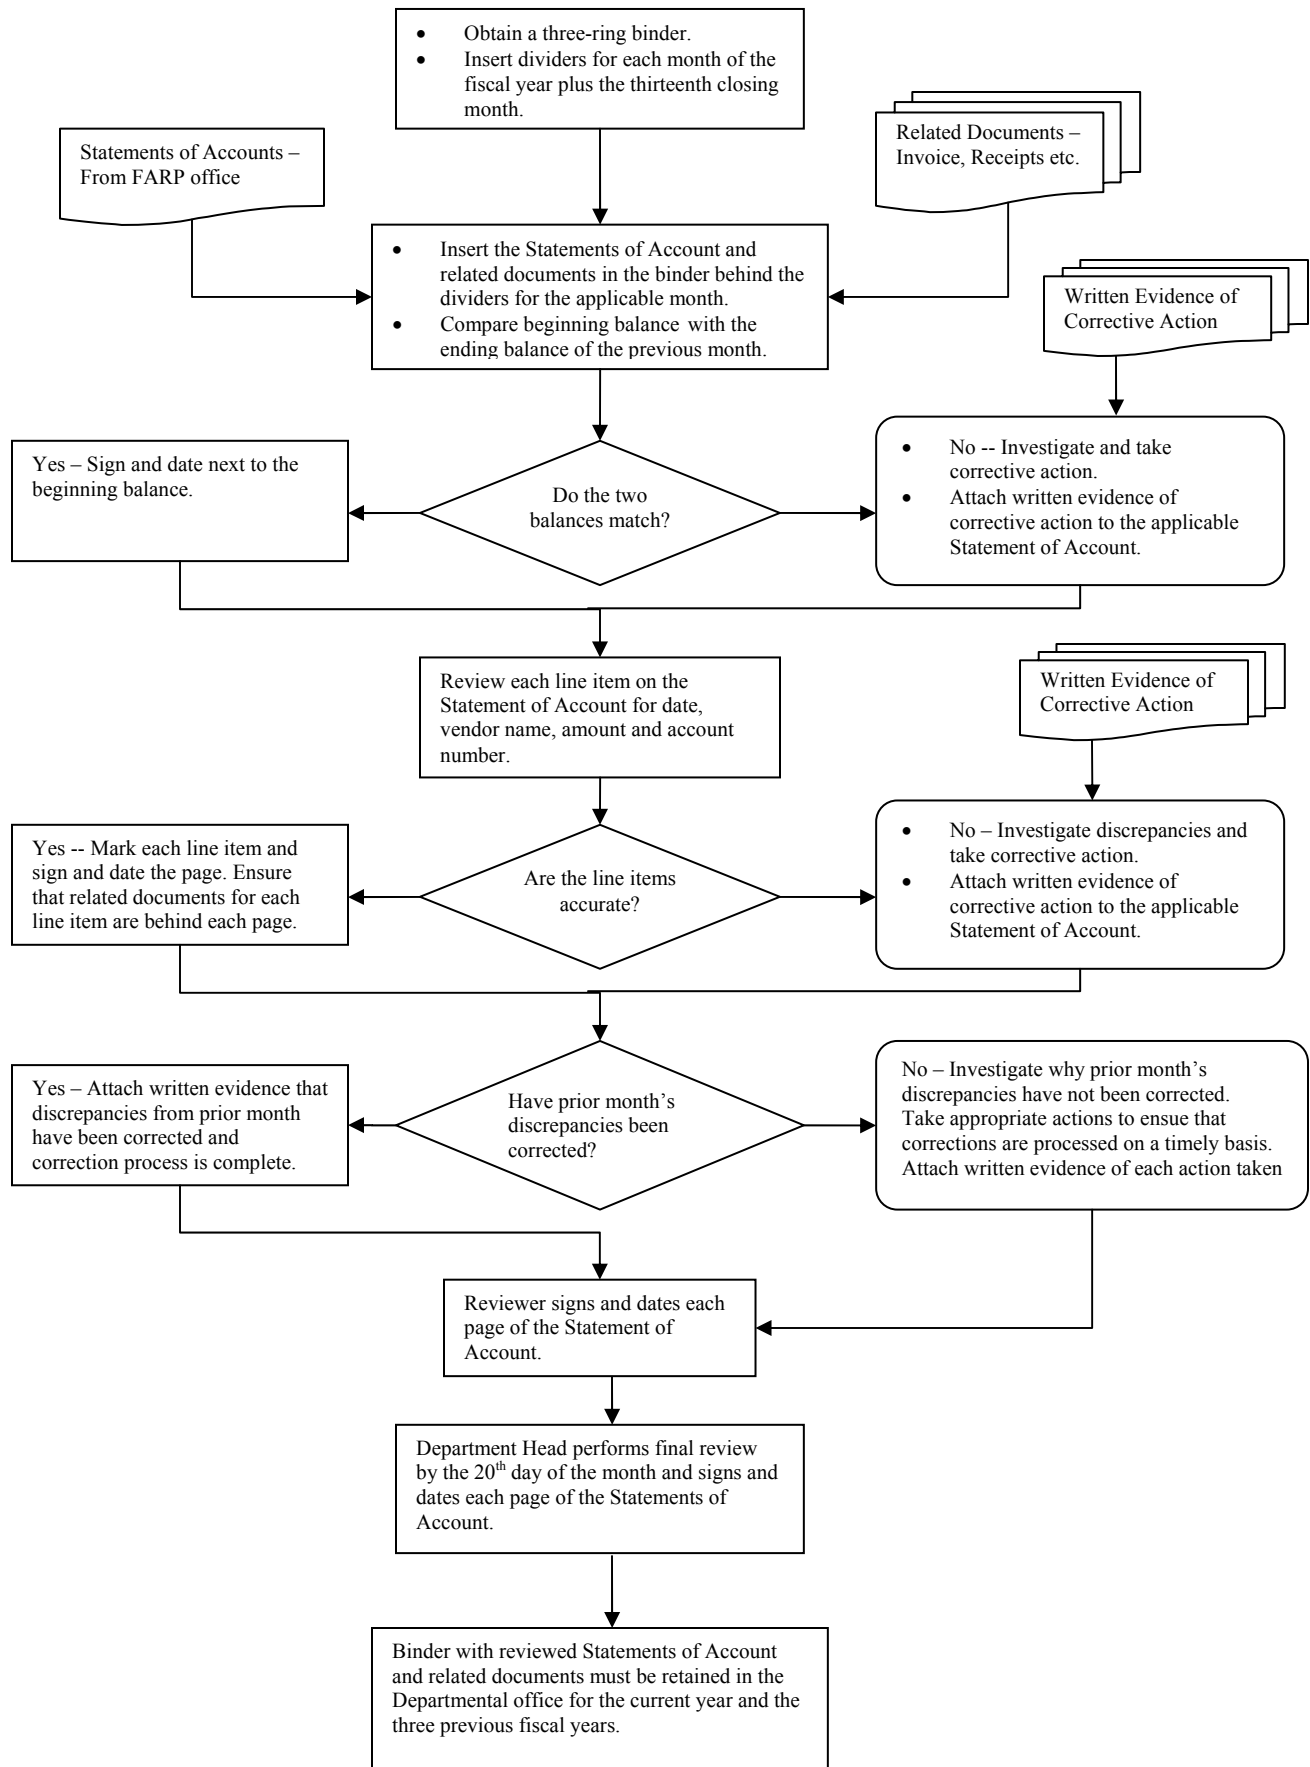 • Obtain a three-ring binder.
• Insert dividers for each month of the
fiscal year plus the thirteenth closing
month.
Statements of Accounts –
From FARP office
Related Documents –
Invoice, Receipts etc.
• Insert the Statements of Account and
related documents in the binder behind the
dividers for the applicable month.
• Compare beginning balance with the
ending balance of the previous month.
Written Evidence of
Corrective Action
Yes – Sign and date next to the
beginning balance.
Do the two
balances match?
• No -- Investigate and take
corrective action.
• Attach written evidence of
corrective action to the applicable
Statement of Account.
Review each line item on the
Statement of Account for date,
vendor name, amount and account
number.
Written Evidence of
Corrective Action
Yes -- Mark each line item and
sign and date the page. Ensure
that related documents for each
line item are behind each page.
Are the line items
accurate?
• No – Investigate discrepancies and
take corrective action.
• Attach written evidence of
corrective action to the applicable
Statement of Account.
Yes – Attach written evidence that
discrepancies from prior month
have been corrected and
correction process is complete.
Have prior month’s
discrepancies been
corrected?
No – Investigate why prior month’s
discrepancies have not been corrected.
Take appropriate actions to ensure that
corrections are processed on a timely basis.
Attach written evidence of each action taken
Reviewer signs and dates each
page of the Statement of
Account.
Department Head performs final review
by the 20th day of the month and signs and
dates each page of the Statements of
Account.
Binder with reviewed Statements of Account
and related documents must be retained in the
Departmental office for the current year and the
three previous fiscal years.